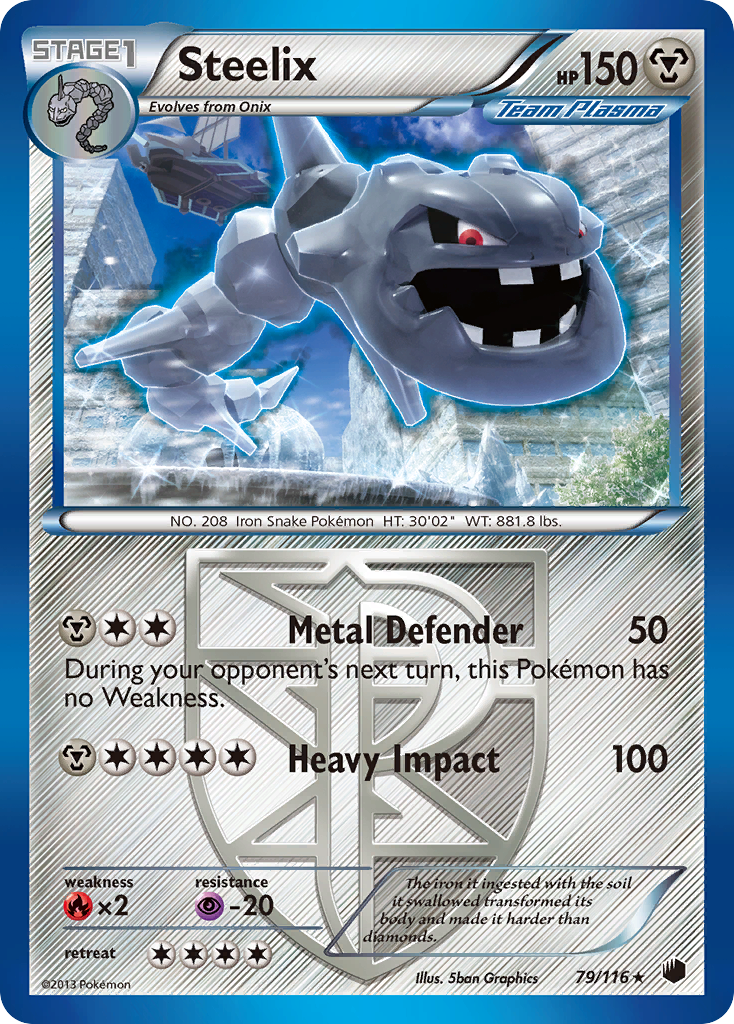 STAGE1
Steelix
HP150
Evolves from Onix
Team Plasma
NO. 208 Iron Snake Pokémon HT: 30'02" WT: 881.8 lbs.
Metal Defender 50
During your opponent's next turn, this Pokémon has
no Weakness.
Heavy Impact 100
weakness
×2
resistance
-20
retreat
The iron it ingested with the soil
it swallowed transformed its
body and made it harder than
diamonds.
©2013 Pokémon
Illus. 5ban Graphics
79/116★